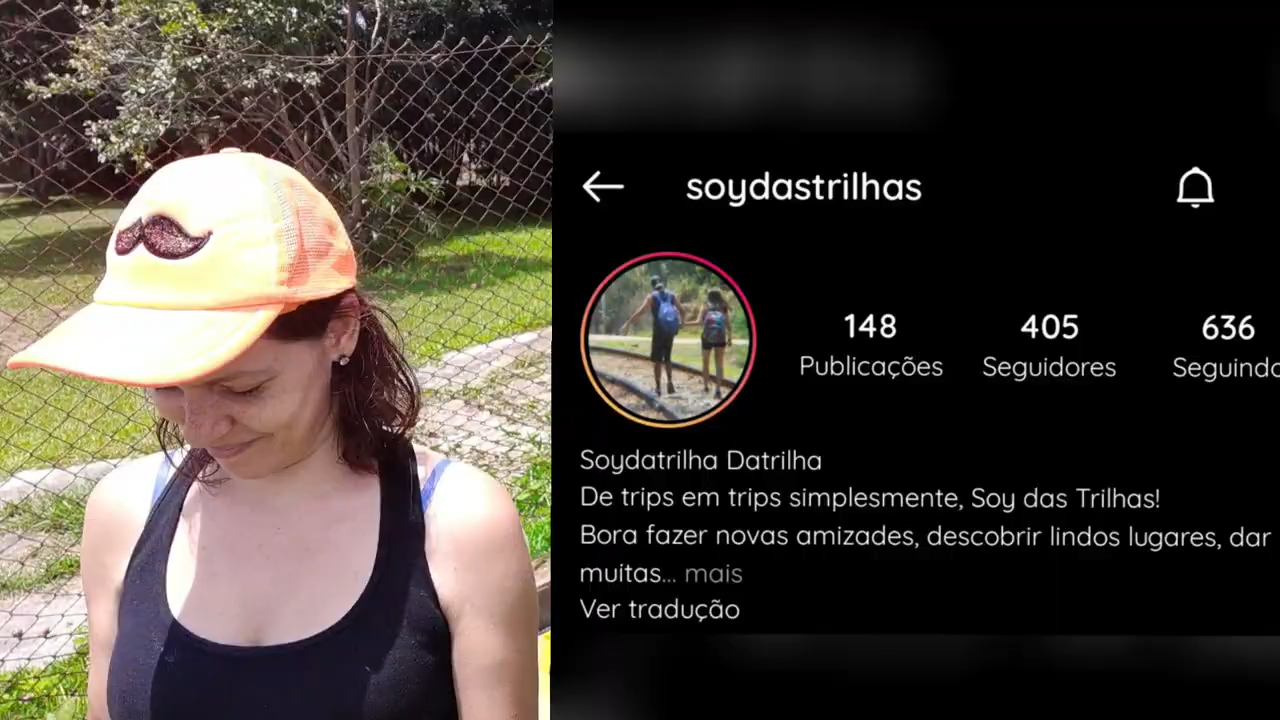 soydastrilhas
148
405
636
Publicações
Seguidores
Seguindo
Soydatrilha Datrilha
De trips em trips simplesmente, Soy das Trilhas!
Bora fazer novas amizades, descobrir lindos lugares, dar
muitas... mais
Ver tradução